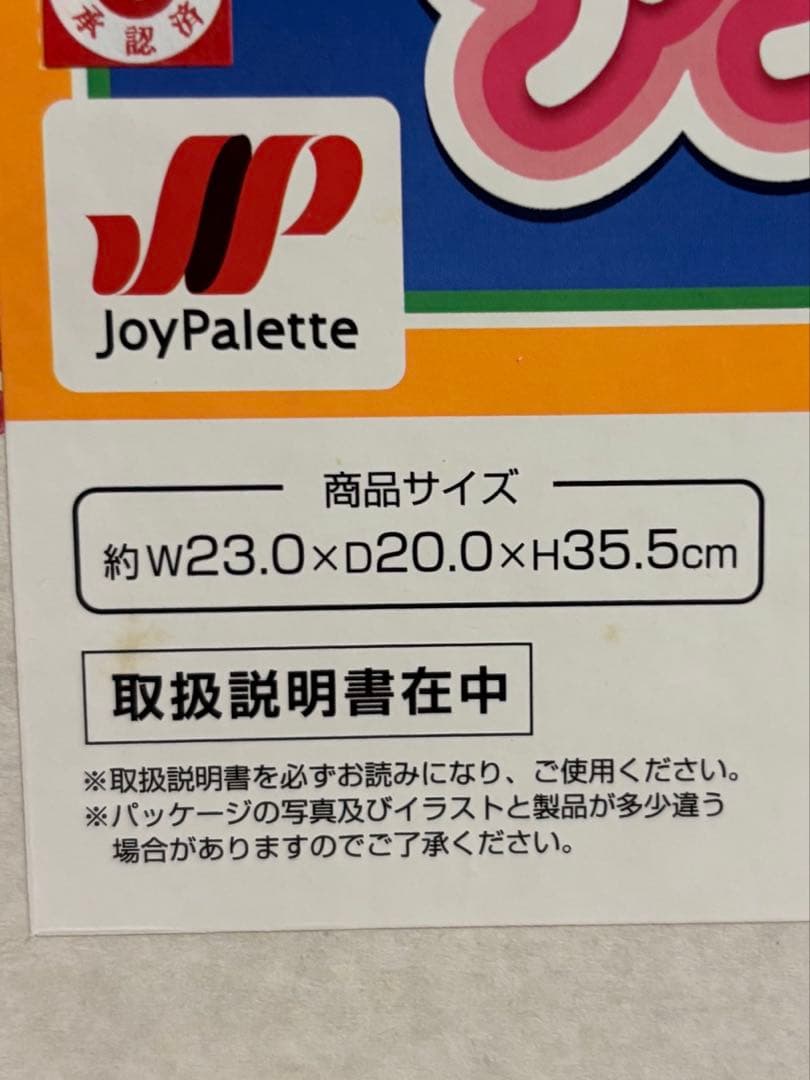 承認済
JoyPalette
商品サイズ
約W23.0×D20.0×H35.5cm
取扱説明書在中
※取扱説明書を必ずお読みになり、ご使用ください。
※パッケージの写真及びイラストと製品が多少違う
場合がありますのでご了承ください。